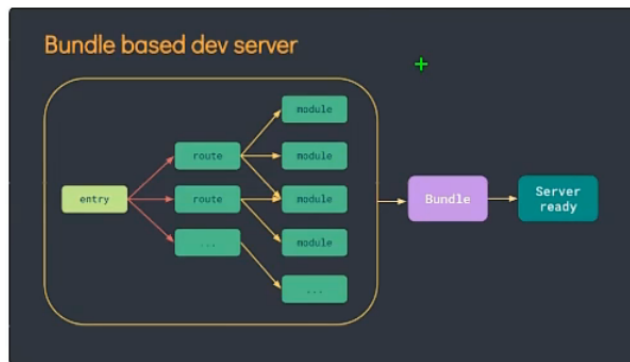 Bundle based dev server
entry
route
route
...
module
module
module
module
...
Bundle
Server
ready